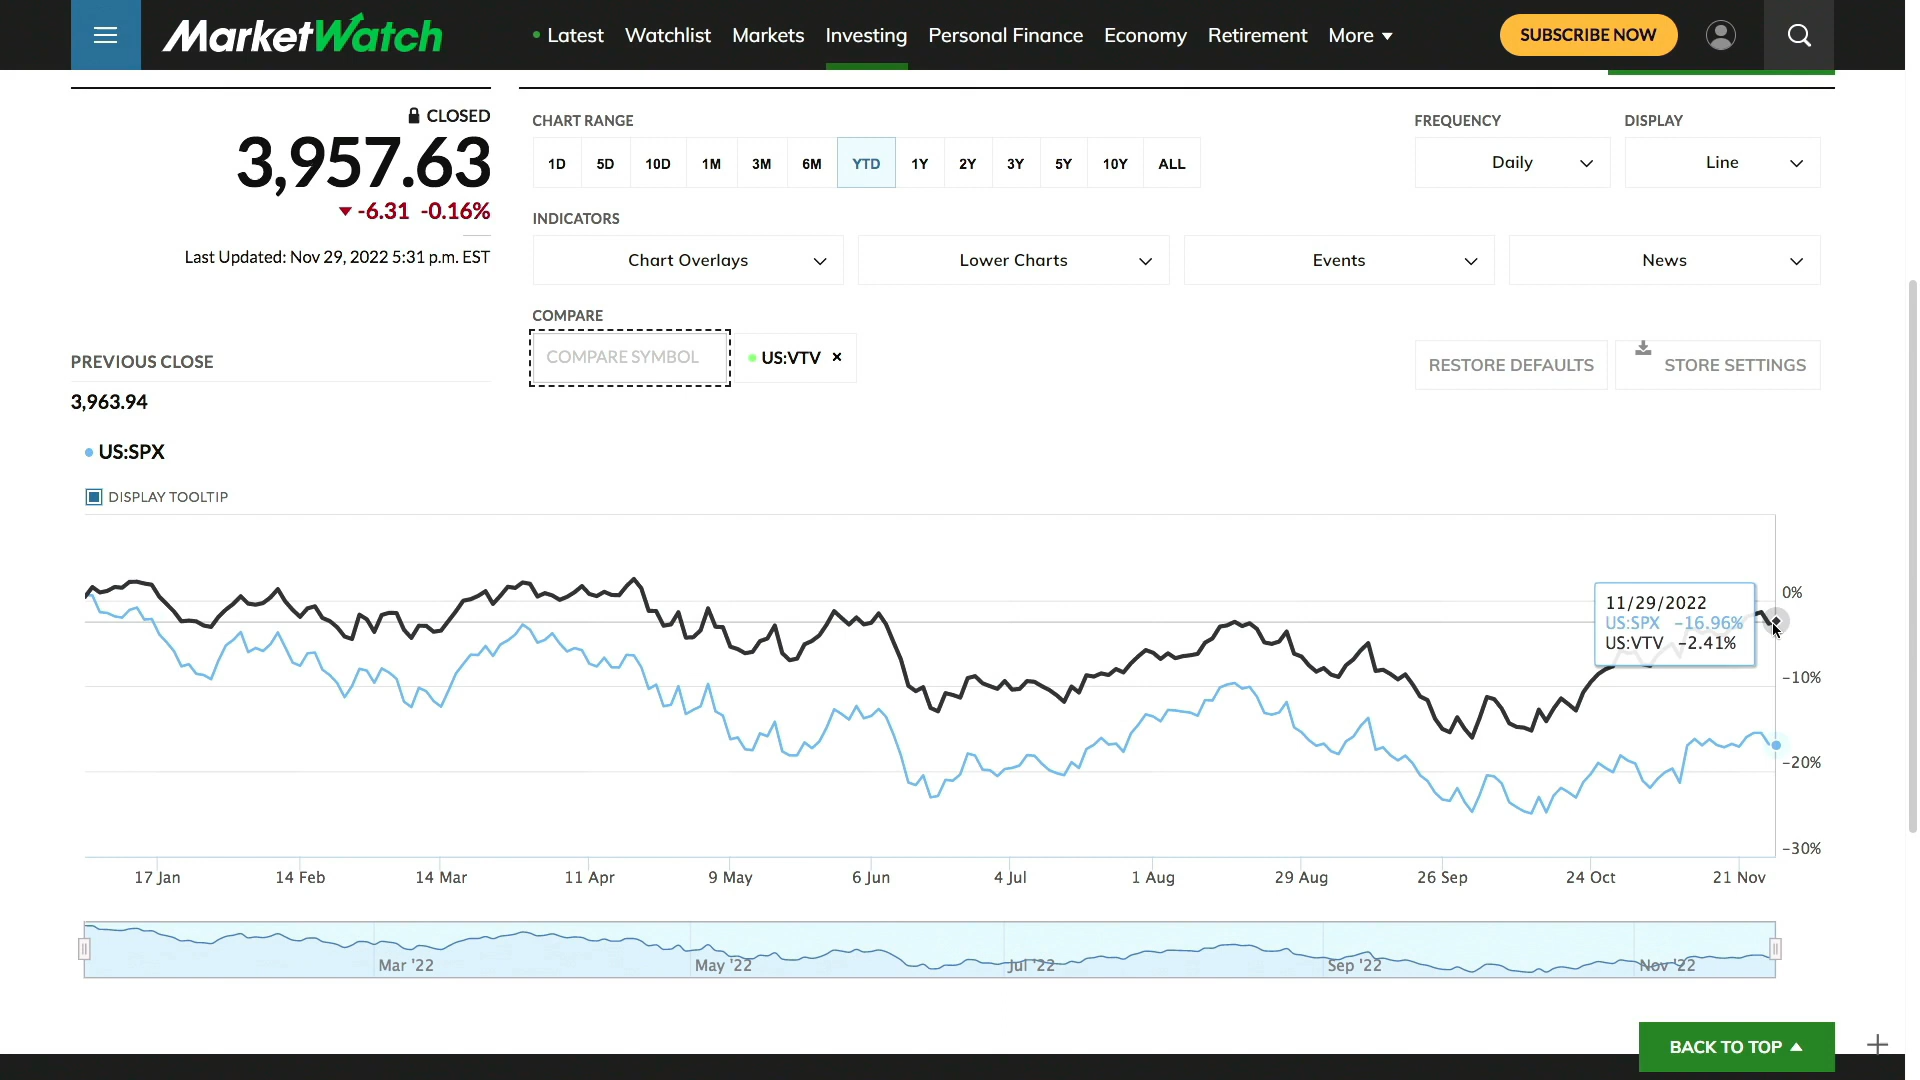 MarketWatch
Latest Watchlist Markets Investing Personal Finance Economy Retirement More
SUBSCRIBE NOW
CLOSED
3,957.63
-6.31 -0.16%
Last Updated: Nov 29, 2022 5:31 p.m. EST
PREVIOUS CLOSE
3,963.94
CHART RANGE
1D 5D 10D 1M 3M 6M YTD 1Y 2Y 3Y 5Y 10Y ALL
FREQUENCY
Daily
DISPLAY
Line
INDICATORS
Chart Overlays Lower Charts Events News
COMPARE
COMPARE SYMBOL
US:VTV ×
RESTORE DEFAULTS
STORE SETTINGS
US:SPX
DISPLAY TOOLTIP
11/29/2022
US:SPX -16.96%
US:VTV -2.41%
0%
-10%
-20%
-30%
17 Jan 14 Feb 14 Mar 11 Apr 9 May 6 Jun 4 Jul 1 Aug 29 Aug 26 Sep 24 Oct 21 Nov
Mar '22 May '22 Jul '22 Sep '22 Nov '22
BACK TO TOP